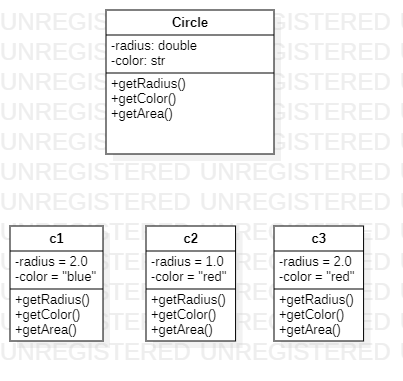 Circle
-radius: double
-color: str
+getRadius()
+getColor()
+getArea()
c1
-radius = 2.0
-color = "blue"
+getRadius()
+getColor()
+getArea()
c2
-radius = 1.0
-color = "red"
+getRadius()
+getColor()
+getArea()
c3
-radius = 2.0
-color = "red"
+getRadius()
+getColor()
+getArea()
UNREGISTERED UNREGISTERED
UNREGISTERED UNREGISTERED